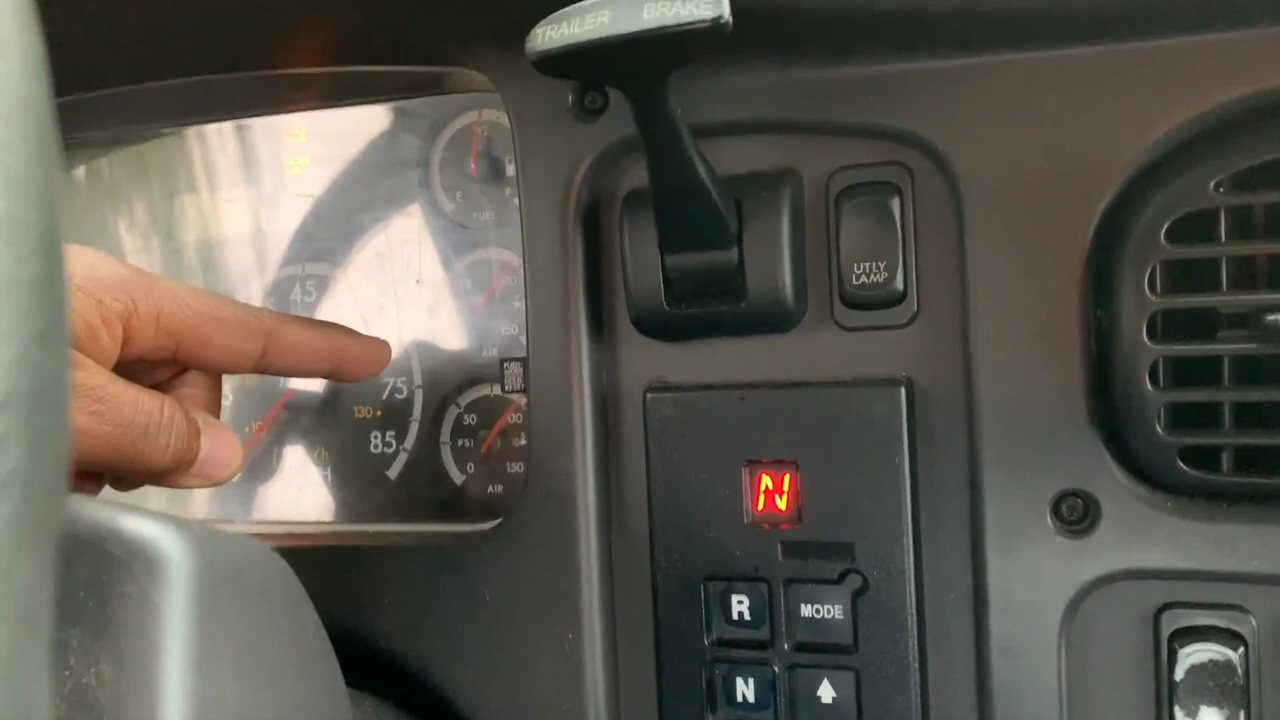 TRAILER BRAKE
E
F
FUEL
45
UTLY
LAMP
150
AIR
75
130
85
50
PSI
0
150
AIR
N
R
MODE
N